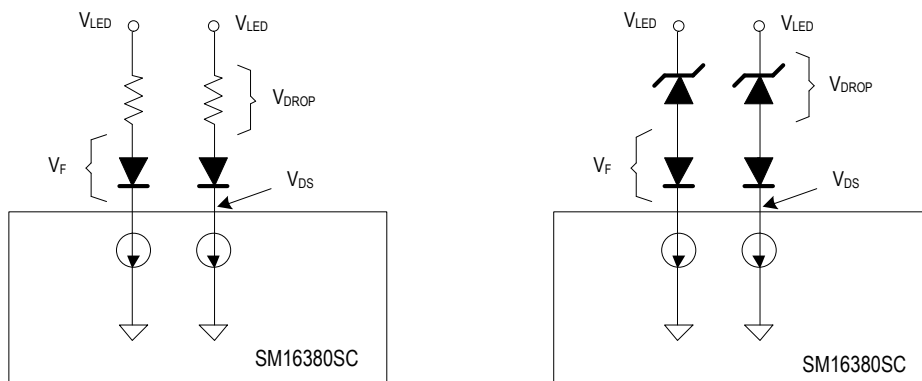 VLED
VLED
VDROP
VF
VDS
SM16380SC
VLED
VLED
VDROP
VF
VDS
SM16380SC